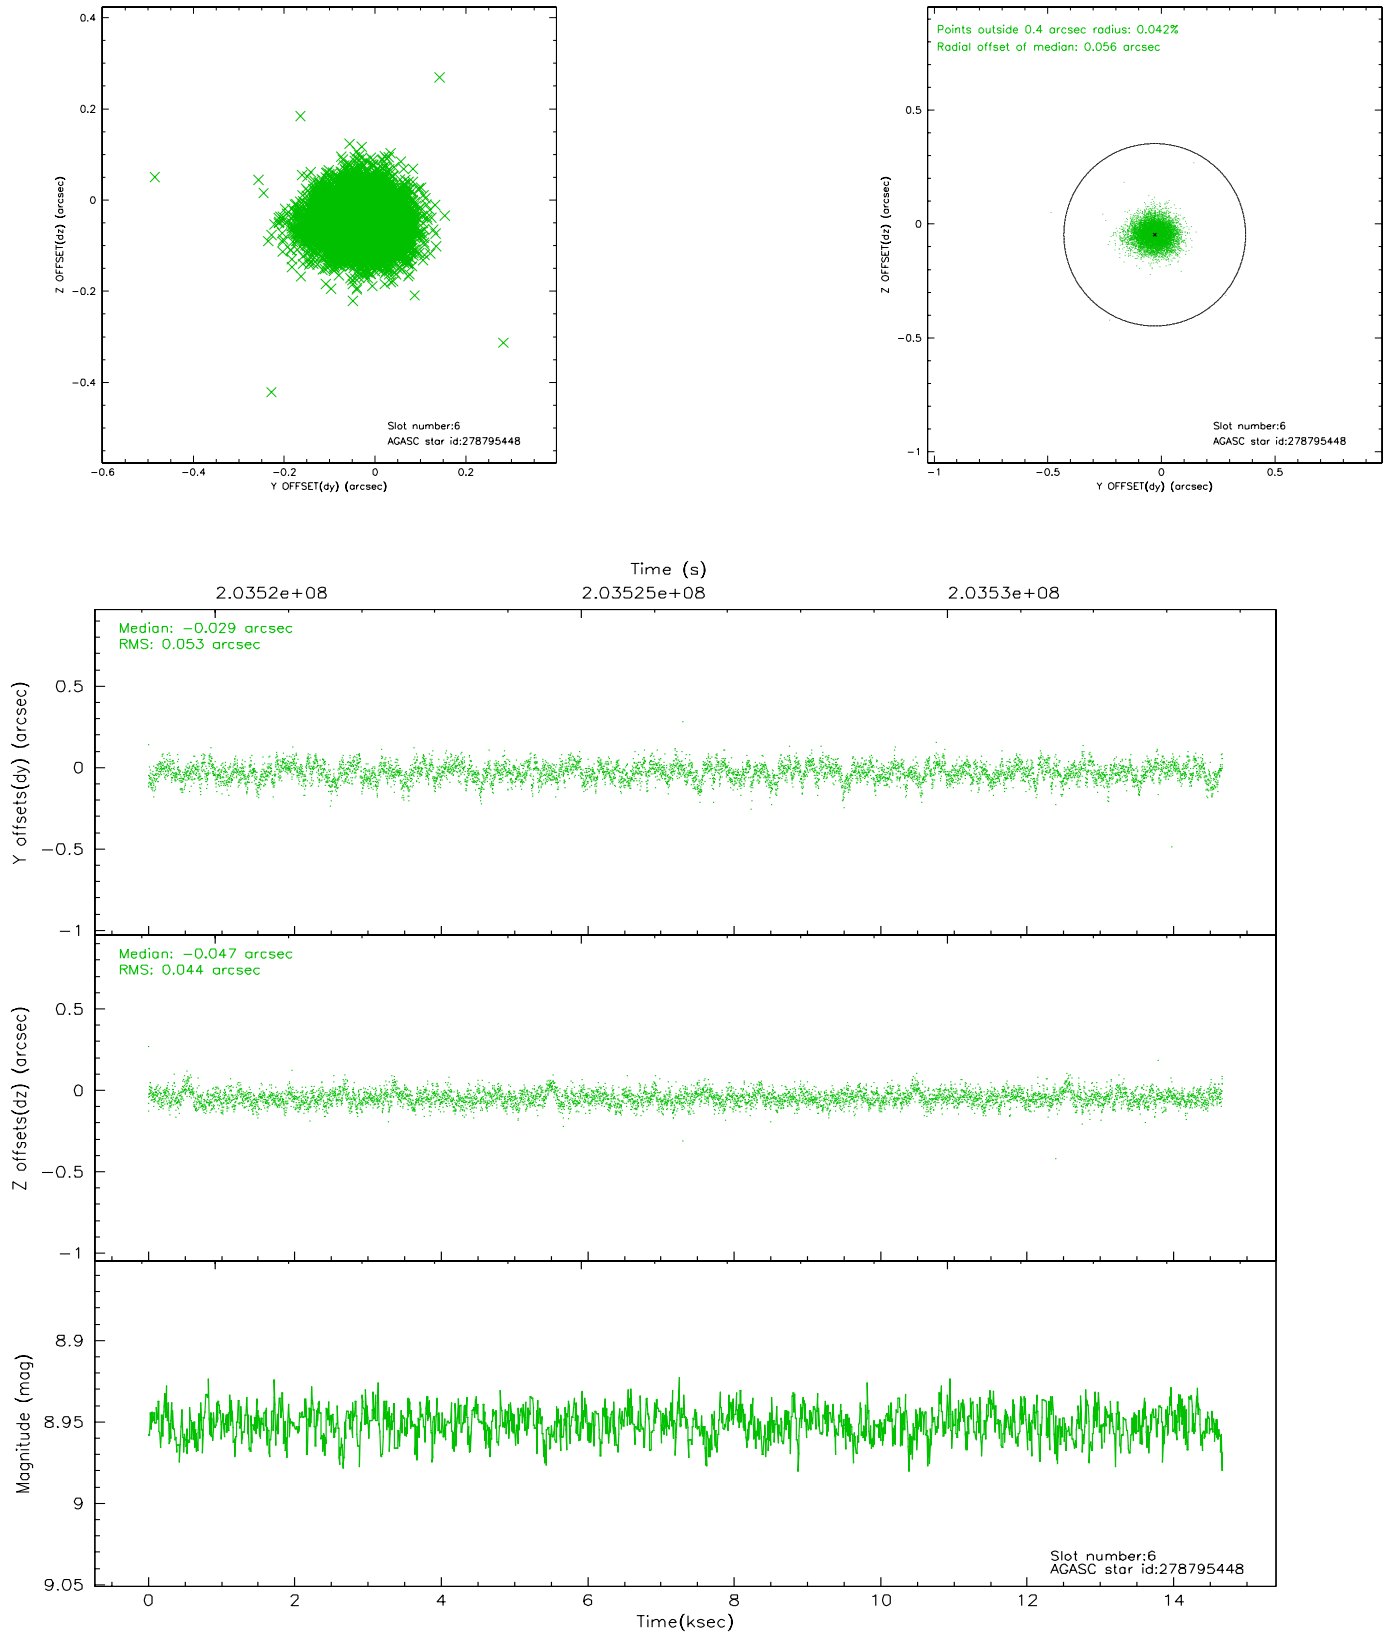 0.4
0.2
0
−0.2
−0.4
Z OFFSET(dz) (arcsec)
−0.6
−0.4
−0.2
0
0.2
Y OFFSET(dy) (arcsec)
Slot number:6
AGASC star id:278795448
Points outside 0.4 arcsec radius: 0.042%
Radial offset of median: 0.056 arcsec
0.5
0
−0.5
−1
Z OFFSET(dz) (arcsec)
−1
−0.5
0
0.5
Y OFFSET(dy) (arcsec)
Slot number:6
AGASC star id:278795448
Time (s)
2.0352e+08
2.03525e+08
2.0353e+08
Median: −0.029 arcsec
RMS: 0.053 arcsec
0.5
0
−0.5
−1
Y offsets(dy) (arcsec)
Median: −0.047 arcsec
RMS: 0.044 arcsec
0.5
0
−0.5
−1
Z offsets(dz) (arcsec)
8.9
8.95
9
9.05
Magnitude (mag)
Slot number:6
AGASC star id:278795448
0
2
4
6
8
10
12
14
Time(ksec)